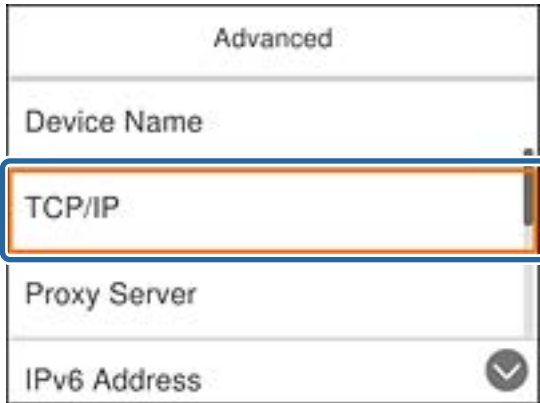 Advanced
Device Name
TCP/IP
Proxy Server
IPv6 Address